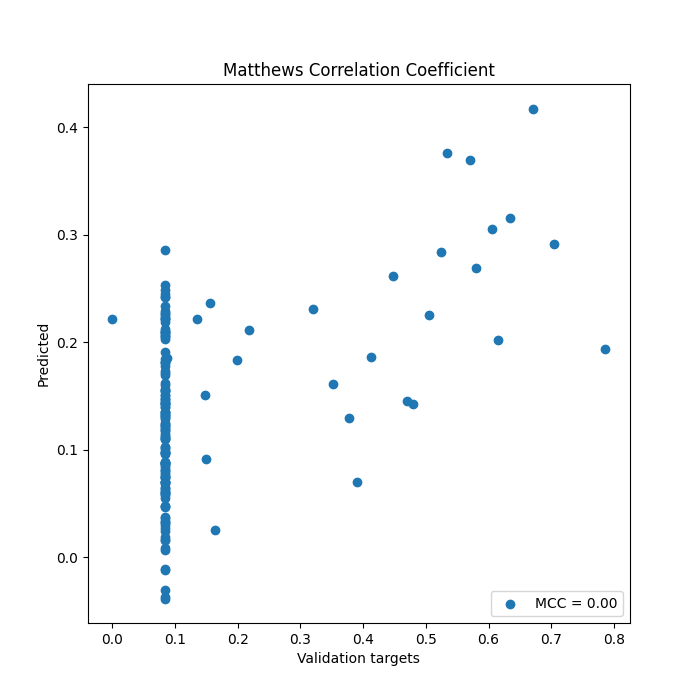 Matthews Correlation Coefficient
0.4
0.3
0.2
0.1
0.0
Predicted
MCC = 0.00
0.0 0.1 0.2 0.3 0.4 0.5 0.6 0.7 0.8
Validation targets